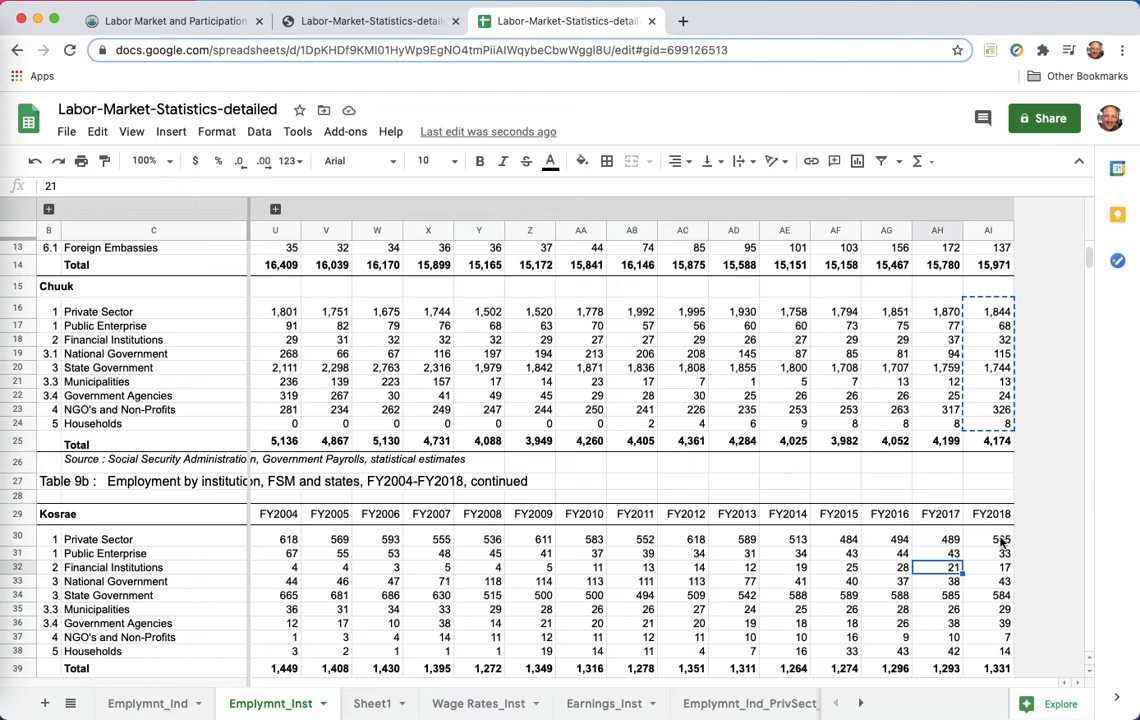 Labor Market and Participation
Labor-Market-Statistics-detail
Labor-Market-Statistics-detail
docs.google.com/spreadsheets/d/1DpKHDf9KMl01HyWp9EgNO4tmPiiAIWqybeCbwWggl8U/edit#gid=699126513
Apps
Other Bookmarks
Labor-Market-Statistics-detailed
File Edit View Insert Format Data Tools Add-ons Help Last edit was seconds ago
Share
100% $ % .0 .00 123 Arial 10 B I S A Σ
fx 21
B C U V W X Y Z AA AB AC AD AE AF AG AH AI
13 6.1 Foreign Embassies 35 32 34 36 36 37 44 74 85 95 101 103 156 172 137
14 Total 16,409 16,039 16,170 15,899 15,165 15,172 15,841 16,146 15,875 15,588 15,151 15,158 15,467 15,780 15,971
15 Chuuk
16 1 Private Sector 1,801 1,751 1,675 1,744 1,502 1,520 1,778 1,992 1,995 1,930 1,758 1,794 1,851 1,870 1,844
17 1 Public Enterprise 91 82 79 76 68 63 70 57 56 60 60 73 75 77 68
18 2 Financial Institutions 29 31 32 32 32 29 27 27 29 26 27 29 29 37 32
19 3.1 National Government 268 66 67 116 197 194 213 206 208 145 87 85 81 94 115
20 3 State Government 2,111 2,298 2,763 2,316 1,979 1,842 1,871 1,836 1,808 1,855 1,800 1,708 1,707 1,759 1,744
21 3.3 Municipalities 236 139 223 157 17 14 23 17 7 1 5 7 13 12 13
22 3.4 Government Agencies 319 267 30 41 49 45 29 28 30 25 26 26 26 25 24
23 4 NGO's and Non-Profits 281 234 262 249 247 244 250 241 226 235 253 253 263 317 326
24 5 Households 0 0 0 0 0 0 0 2 4 6 9 8 8 8 8
25 Total 5,136 4,867 5,130 4,731 4,088 3,949 4,260 4,405 4,361 4,284 4,025 3,982 4,052 4,199 4,174
26 Source : Social Security Administration, Government Payrolls, statistical estimates
27 Table 9b : Employment by institution, FSM and states, FY2004-FY2018, continued
28
29 Kosrae FY2004 FY2005 FY2006 FY2007 FY2008 FY2009 FY2010 FY2011 FY2012 FY2013 FY2014 FY2015 FY2016 FY2017 FY2018
30 1 Private Sector 618 569 593 555 536 611 583 552 618 589 513 484 494 489
31 1 Public Enterprise 67 55 53 48 45 41 37 39 34 31 34 43 44 43 33
32 2 Financial Institutions 4 4 3 5 4 5 11 13 14 12 19 25 28 21 17
33 3 National Government 44 46 47 71 118 114 113 113 113 77 41 40 37 38 43
34 3 State Government 665 681 686 630 515 500 500 494 509 542 588 589 588 585 584
35 3.3 Municipalities 36 31 34 33 29 28 26 26 27 24 25 26 28 26 29
36 3.4 Government Agencies 12 17 10 38 14 21 20 21 20 19 18 18 26 38 39
37 4 NGO's and Non-Profits 1 3 4 14 11 12 12 11 12 10 10 16 9 10 7
38 5 Households 3 2 1 1 1 19 14 11 4 7 16 33 43 42 14
39 Total 1,449 1,408 1,430 1,395 1,272 1,349 1,316 1,278 1,351 1,311 1,264 1,274 1,296 1,293 1,331
Emplymnt_Ind Emplymnt_Inst Sheet1 Wage Rates_Inst Earnings_Inst Emplymnt_Ind_PrivSect_ Explore